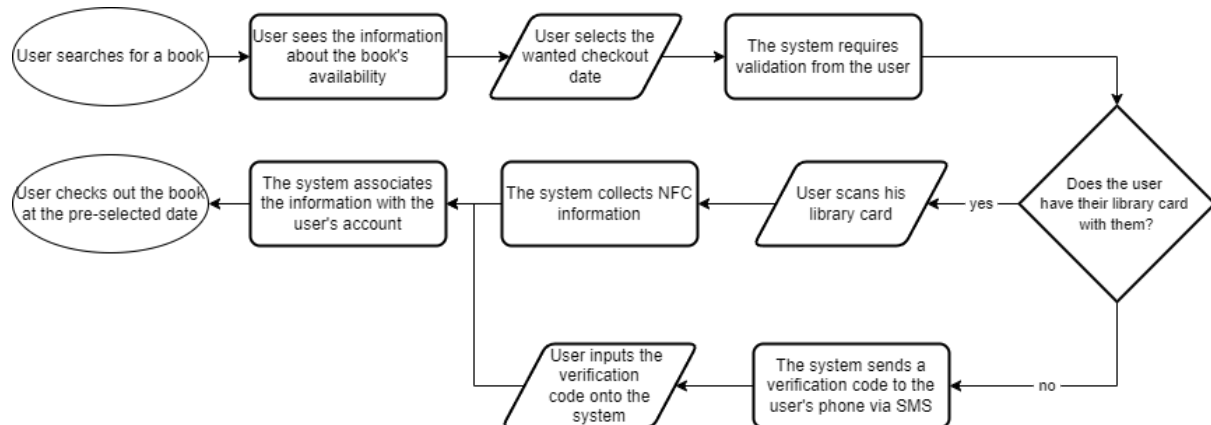 User searches for a book
User sees the information
about the book's
availability
User selects the
wanted checkout
date
The system requires
validation from the user
Does the user
have their library card
with them?
yes
User scans his
library card
The system collects NFC
information
The system associates
the information with the
user's account
User checks out the book
at the pre-selected date
no
The system sends a
verification code to the
user's phone via SMS
User inputs the
verification
code onto the
system